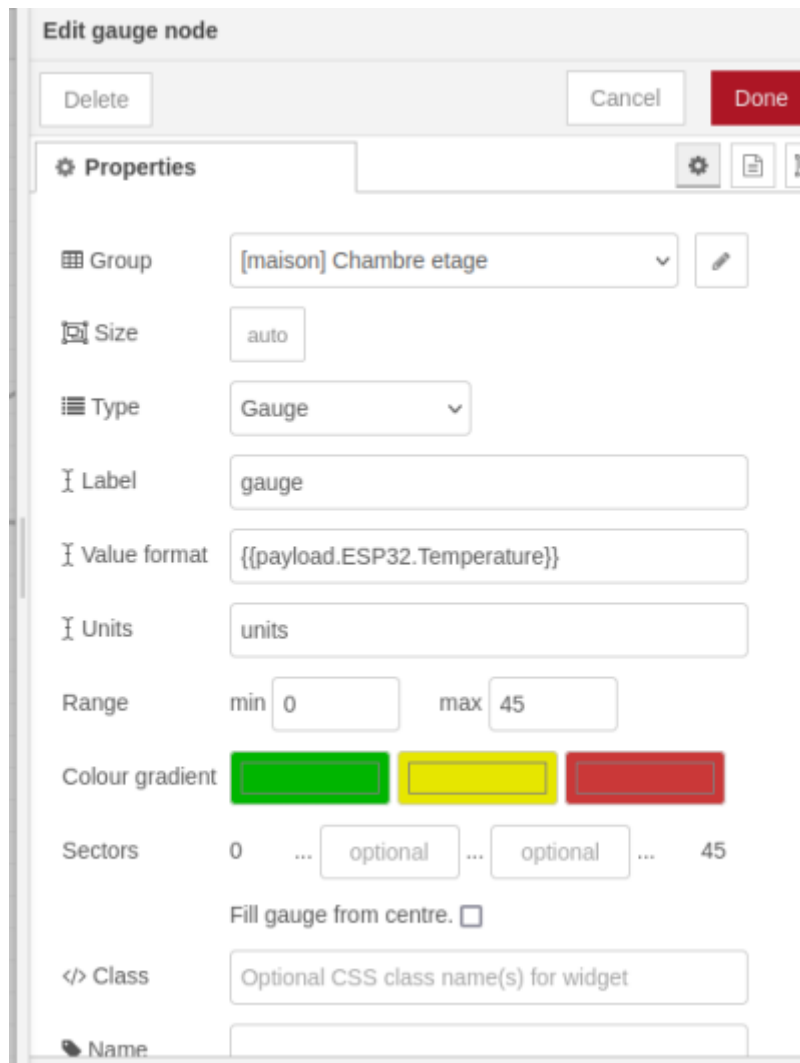 Edit gauge node
Delete Cancel Done
Properties
Group [maison] Chambre etage
Size auto
Type Gauge
Label gauge
Value format {{payload.ESP32.Temperature}}
Units units
Range min 0 max 45
Colour gradient
Sectors 0 ... optional ... optional ... 45
Fill gauge from centre.
</> Class Optional CSS class name(s) for widget
Name